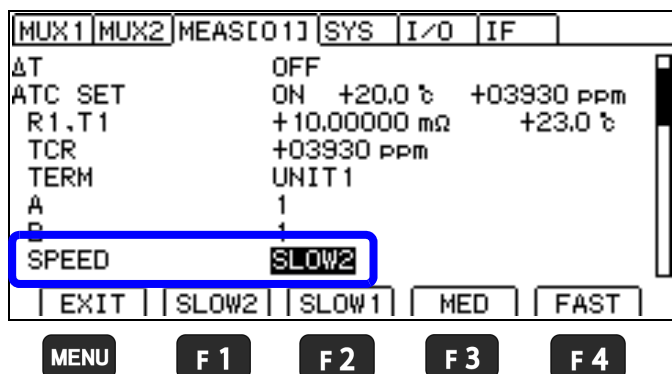 MUX1 MUX2 MEAS[01] SYS I/O IF
ΔT OFF
ATC SET ON +20.0 ℃ +03930 ppm
R1,T1 +10.00000 mΩ +23.0 ℃
TCR +03930 ppm
TERM UNIT1
A 1
B 1
SPEED SLOW2
EXIT SLOW2 SLOW1 MED FAST
MENU F1 F2 F3 F4